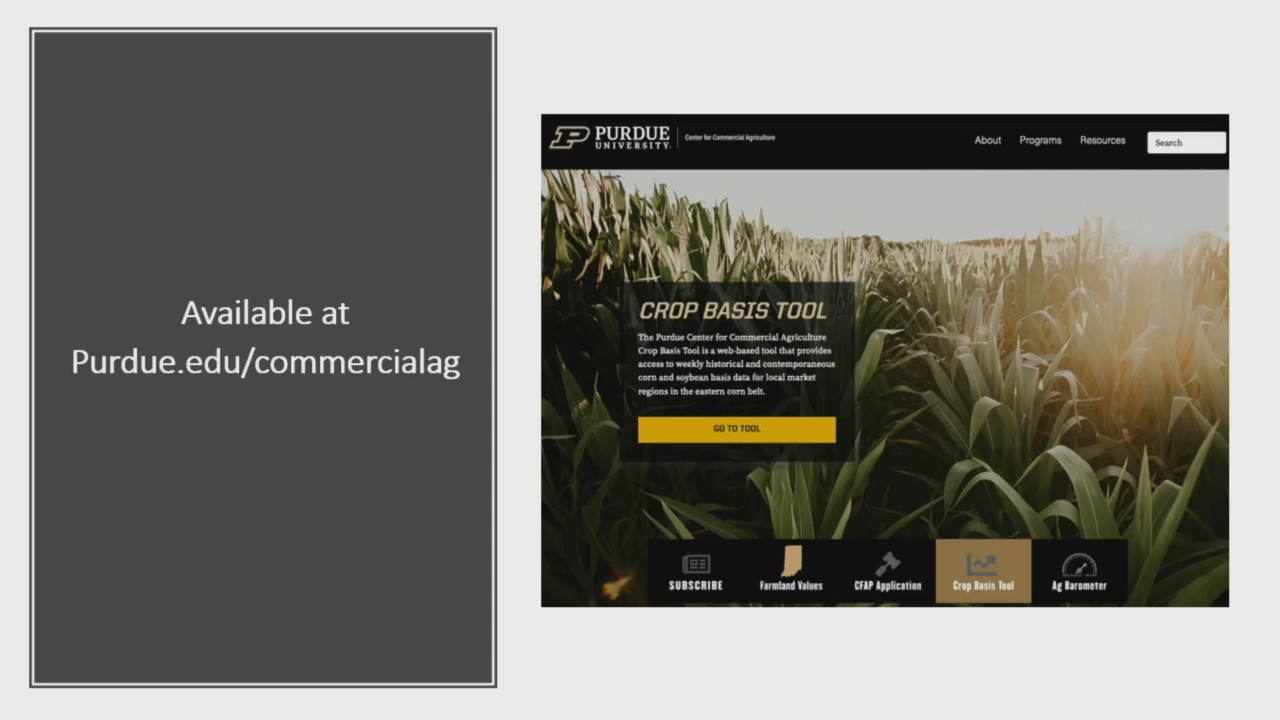 Available at
Purdue.edu/commercialag
PURDUE
UNIVERSITY.
Center for Commercial Agriculture
About Programs Resources Search
CROP BASIS TOOL
The Purdue Center for Commercial Agriculture
Crop Basis Tool is a web-based tool that provides
access to weekly historical and contemporaneous
corn and soybean basis data for local market
regions in the eastern corn belt.
GO TO TOOL
SUBSCRIBE Farmland Values CFAP Application Crop Basis Tool Ag Barometer